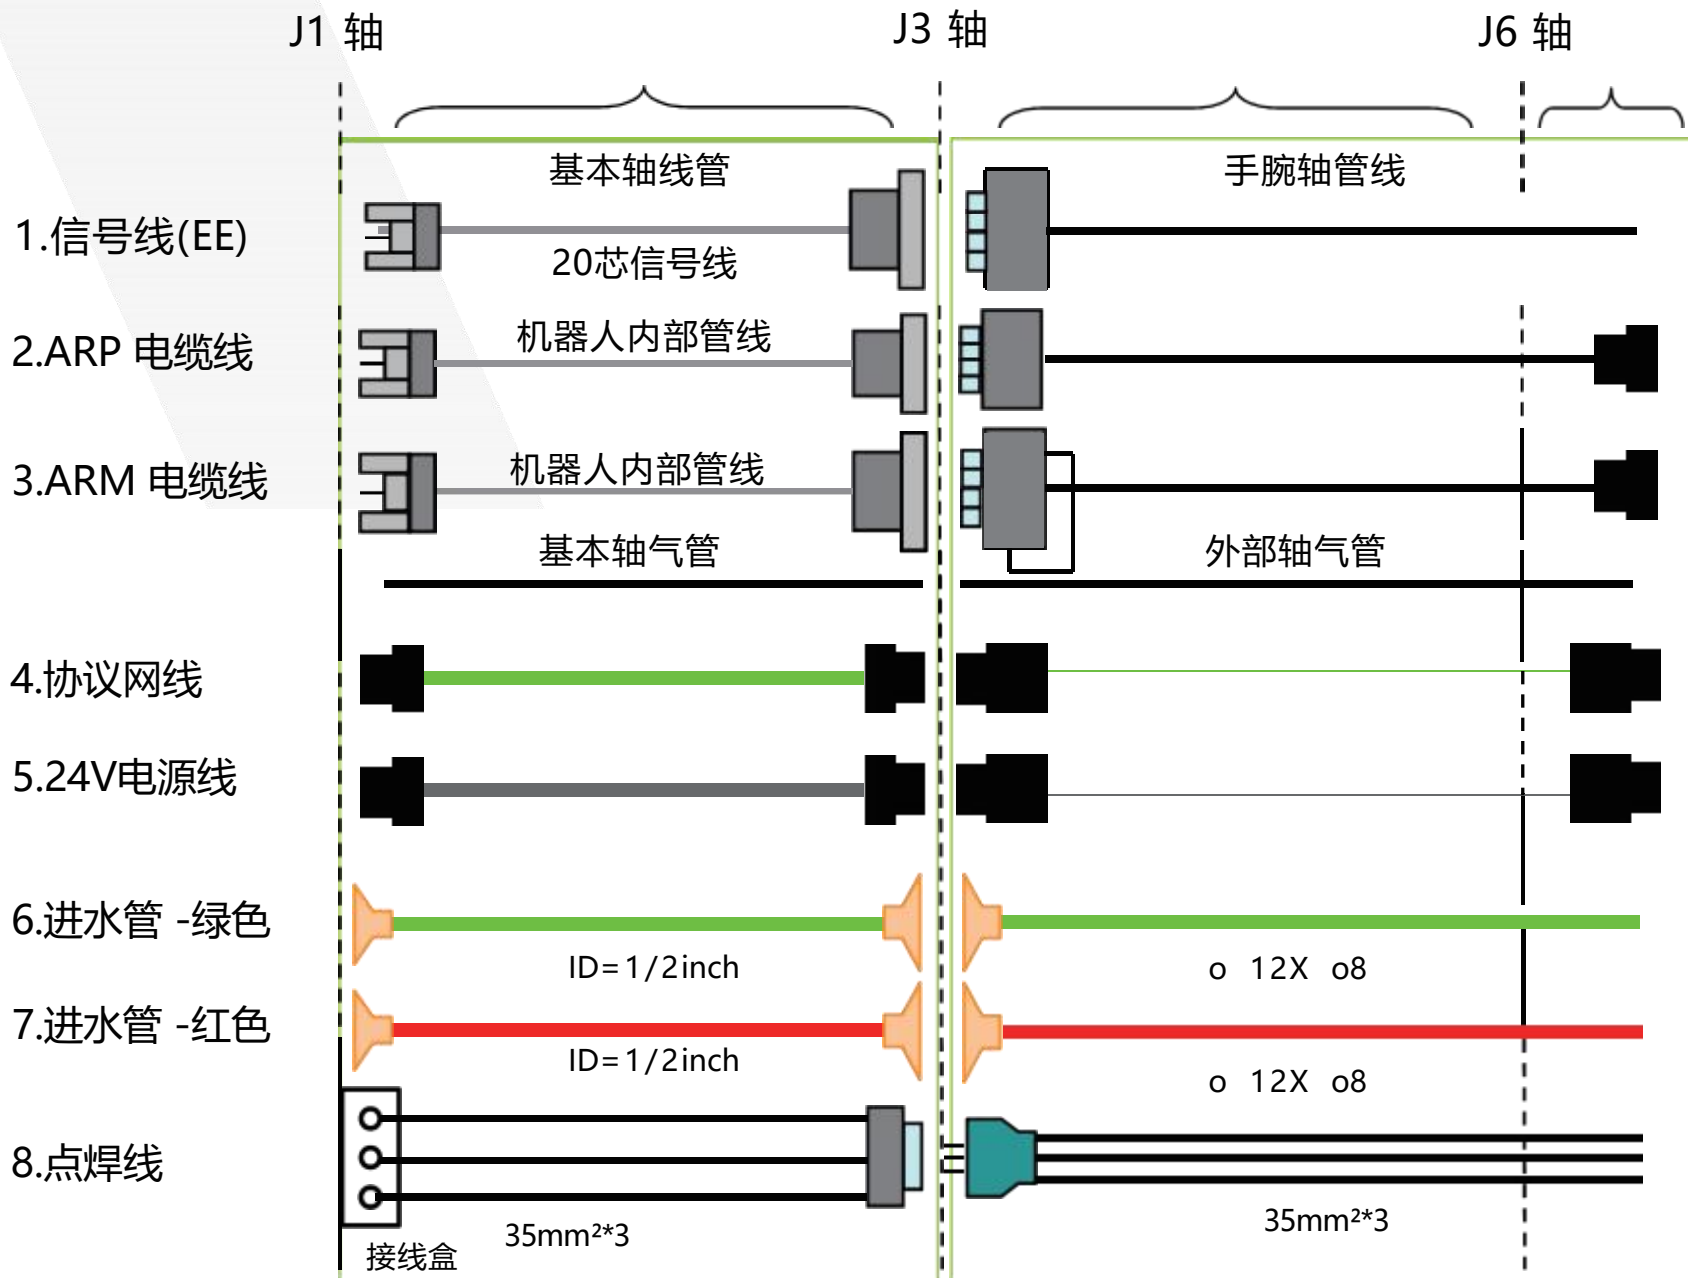 J1 轴
J3 轴
J6 轴
基本轴线管
手腕轴管线
1.信号线(EE)
20芯信号线
2.ARP 电缆线
机器人内部管线
3.ARM 电缆线
机器人内部管线
基本轴气管
外部轴气管
4.协议网线
5.24V电源线
6.进水管 -绿色
ID=1/2inch
o 12X o8
7.进水管 -红色
ID=1/2inch
o 12X o8
8.点焊线
35mm²*3
35mm²*3
接线盒